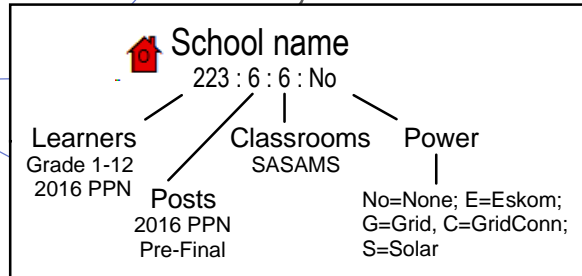 School name
223 : 6 : 6 : No
Learners
Grade 1-12
2016 PPN
Posts
2016 PPN
Pre-Final
Classrooms
SASAMS
Power
No=None; E=Eskom;
G=Grid, C=GridConn;
S=Solar